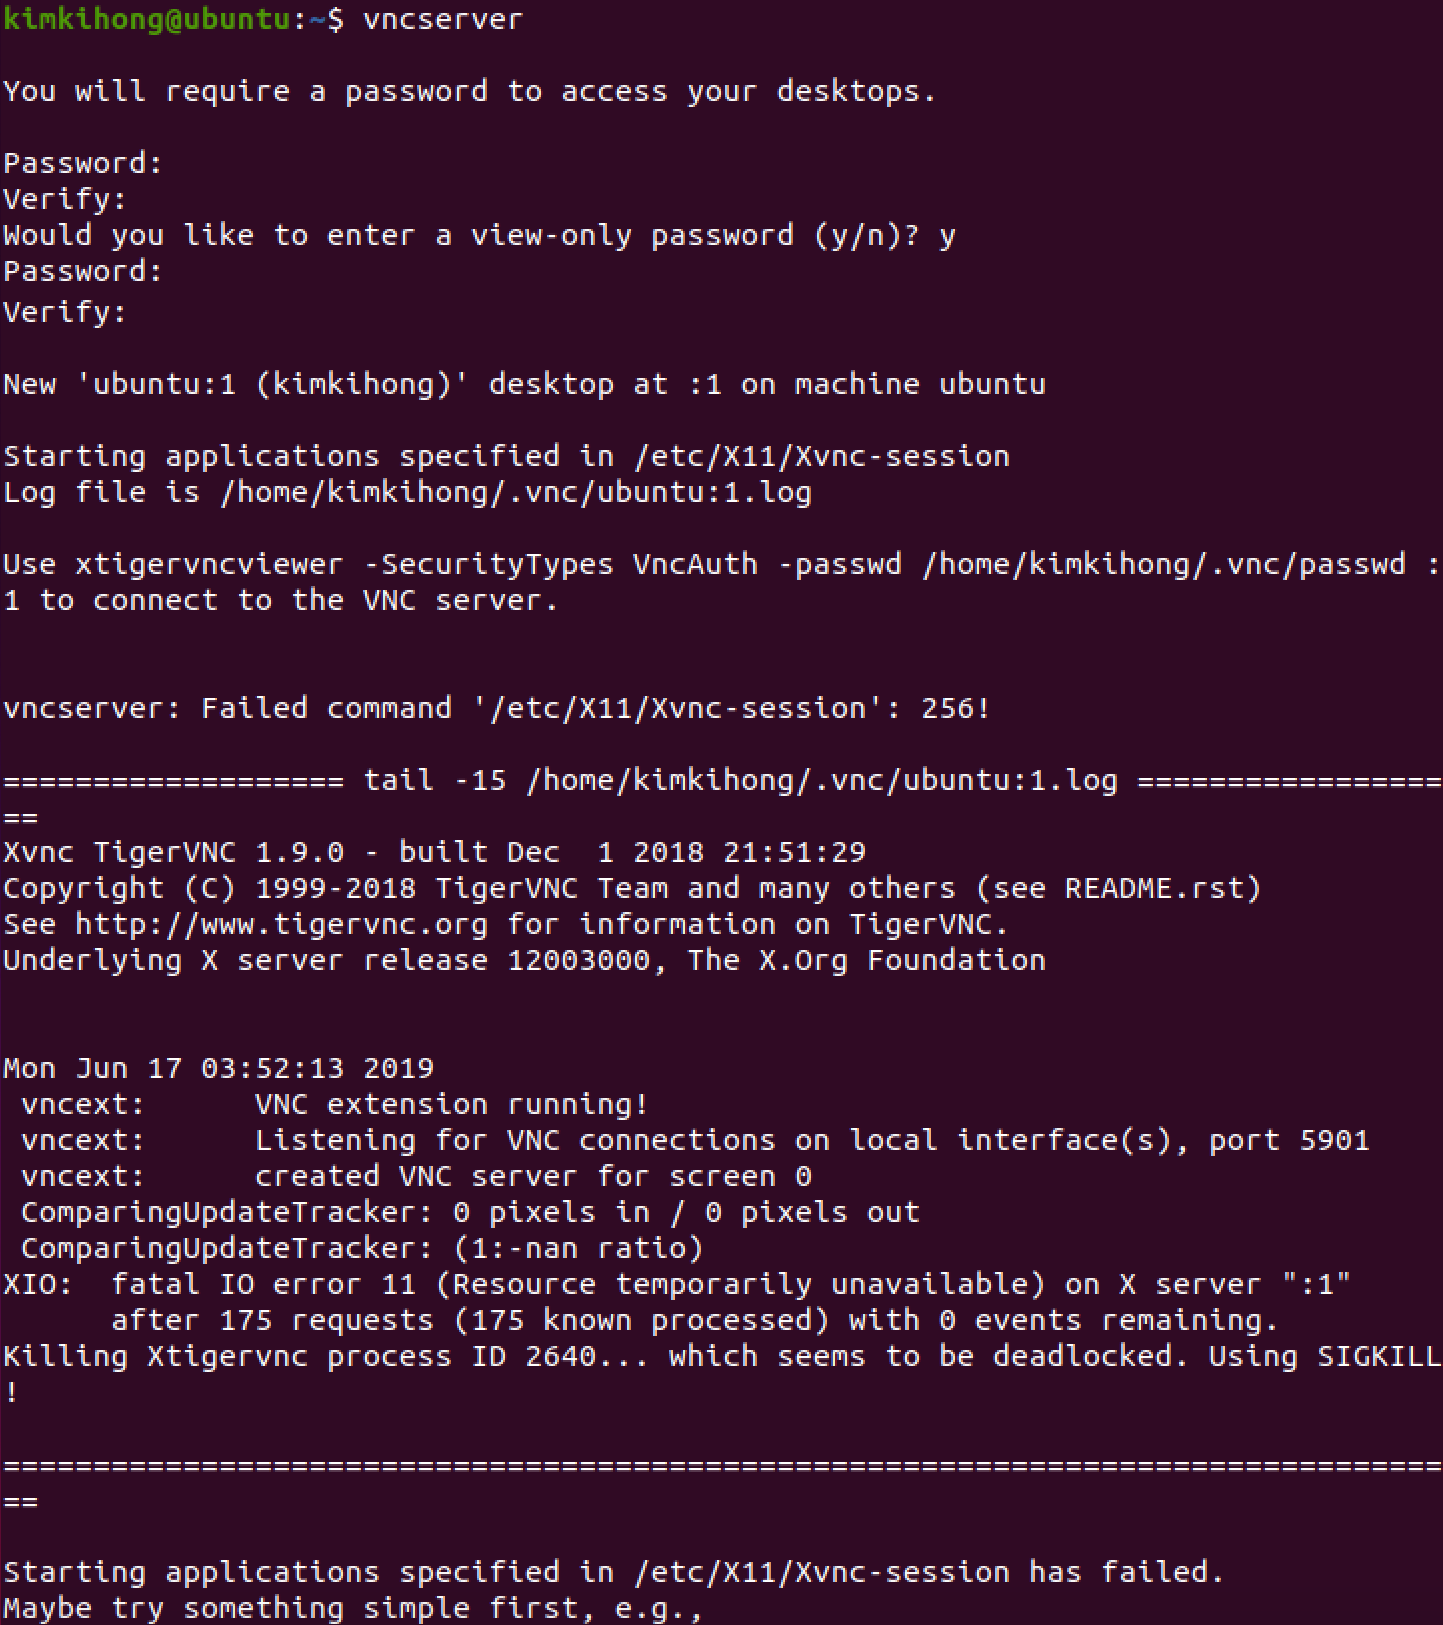 kimkihong@ubuntu:~$ vncserver
You will require a password to access your desktops.
Password:
Verify:
Would you like to enter a view-only password (y/n)? y
Password:
Verify:
New 'ubuntu:1 (kimkihong)' desktop at :1 on machine ubuntu
Starting applications specified in /etc/X11/Xvnc-session
Log file is /home/kimkihong/.vnc/ubuntu:1.log
Use xtigervncviewer -SecurityTypes VncAuth -passwd /home/kimkihong/.vnc/passwd :
1 to connect to the VNC server.
vncserver: Failed command '/etc/X11/Xvnc-session': 256!
=================== tail -15 /home/kimkihong/.vnc/ubuntu:1.log =================
==
Xvnc TigerVNC 1.9.0 - built Dec  1 2018 21:51:29
Copyright (C) 1999-2018 TigerVNC Team and many others (see README.rst)
See http://www.tigervnc.org for information on TigerVNC.
Underlying X server release 12003000, The X.Org Foundation
Mon Jun 17 03:52:13 2019
 vncext:      VNC extension running!
 vncext:      Listening for VNC connections on local interface(s), port 5901
 vncext:      created VNC server for screen 0
 ComparingUpdateTracker: 0 pixels in / 0 pixels out
 ComparingUpdateTracker: (1:-nan ratio)
XIO:  fatal IO error 11 (Resource temporarily unavailable) on X server ":1"
      after 175 requests (175 known processed) with 0 events remaining.
Killing Xtigervnc process ID 2640... which seems to be deadlocked. Using SIGKILL
!
================================================================================
==
Starting applications specified in /etc/X11/Xvnc-session has failed.
Maybe try something simple first, e.g.,